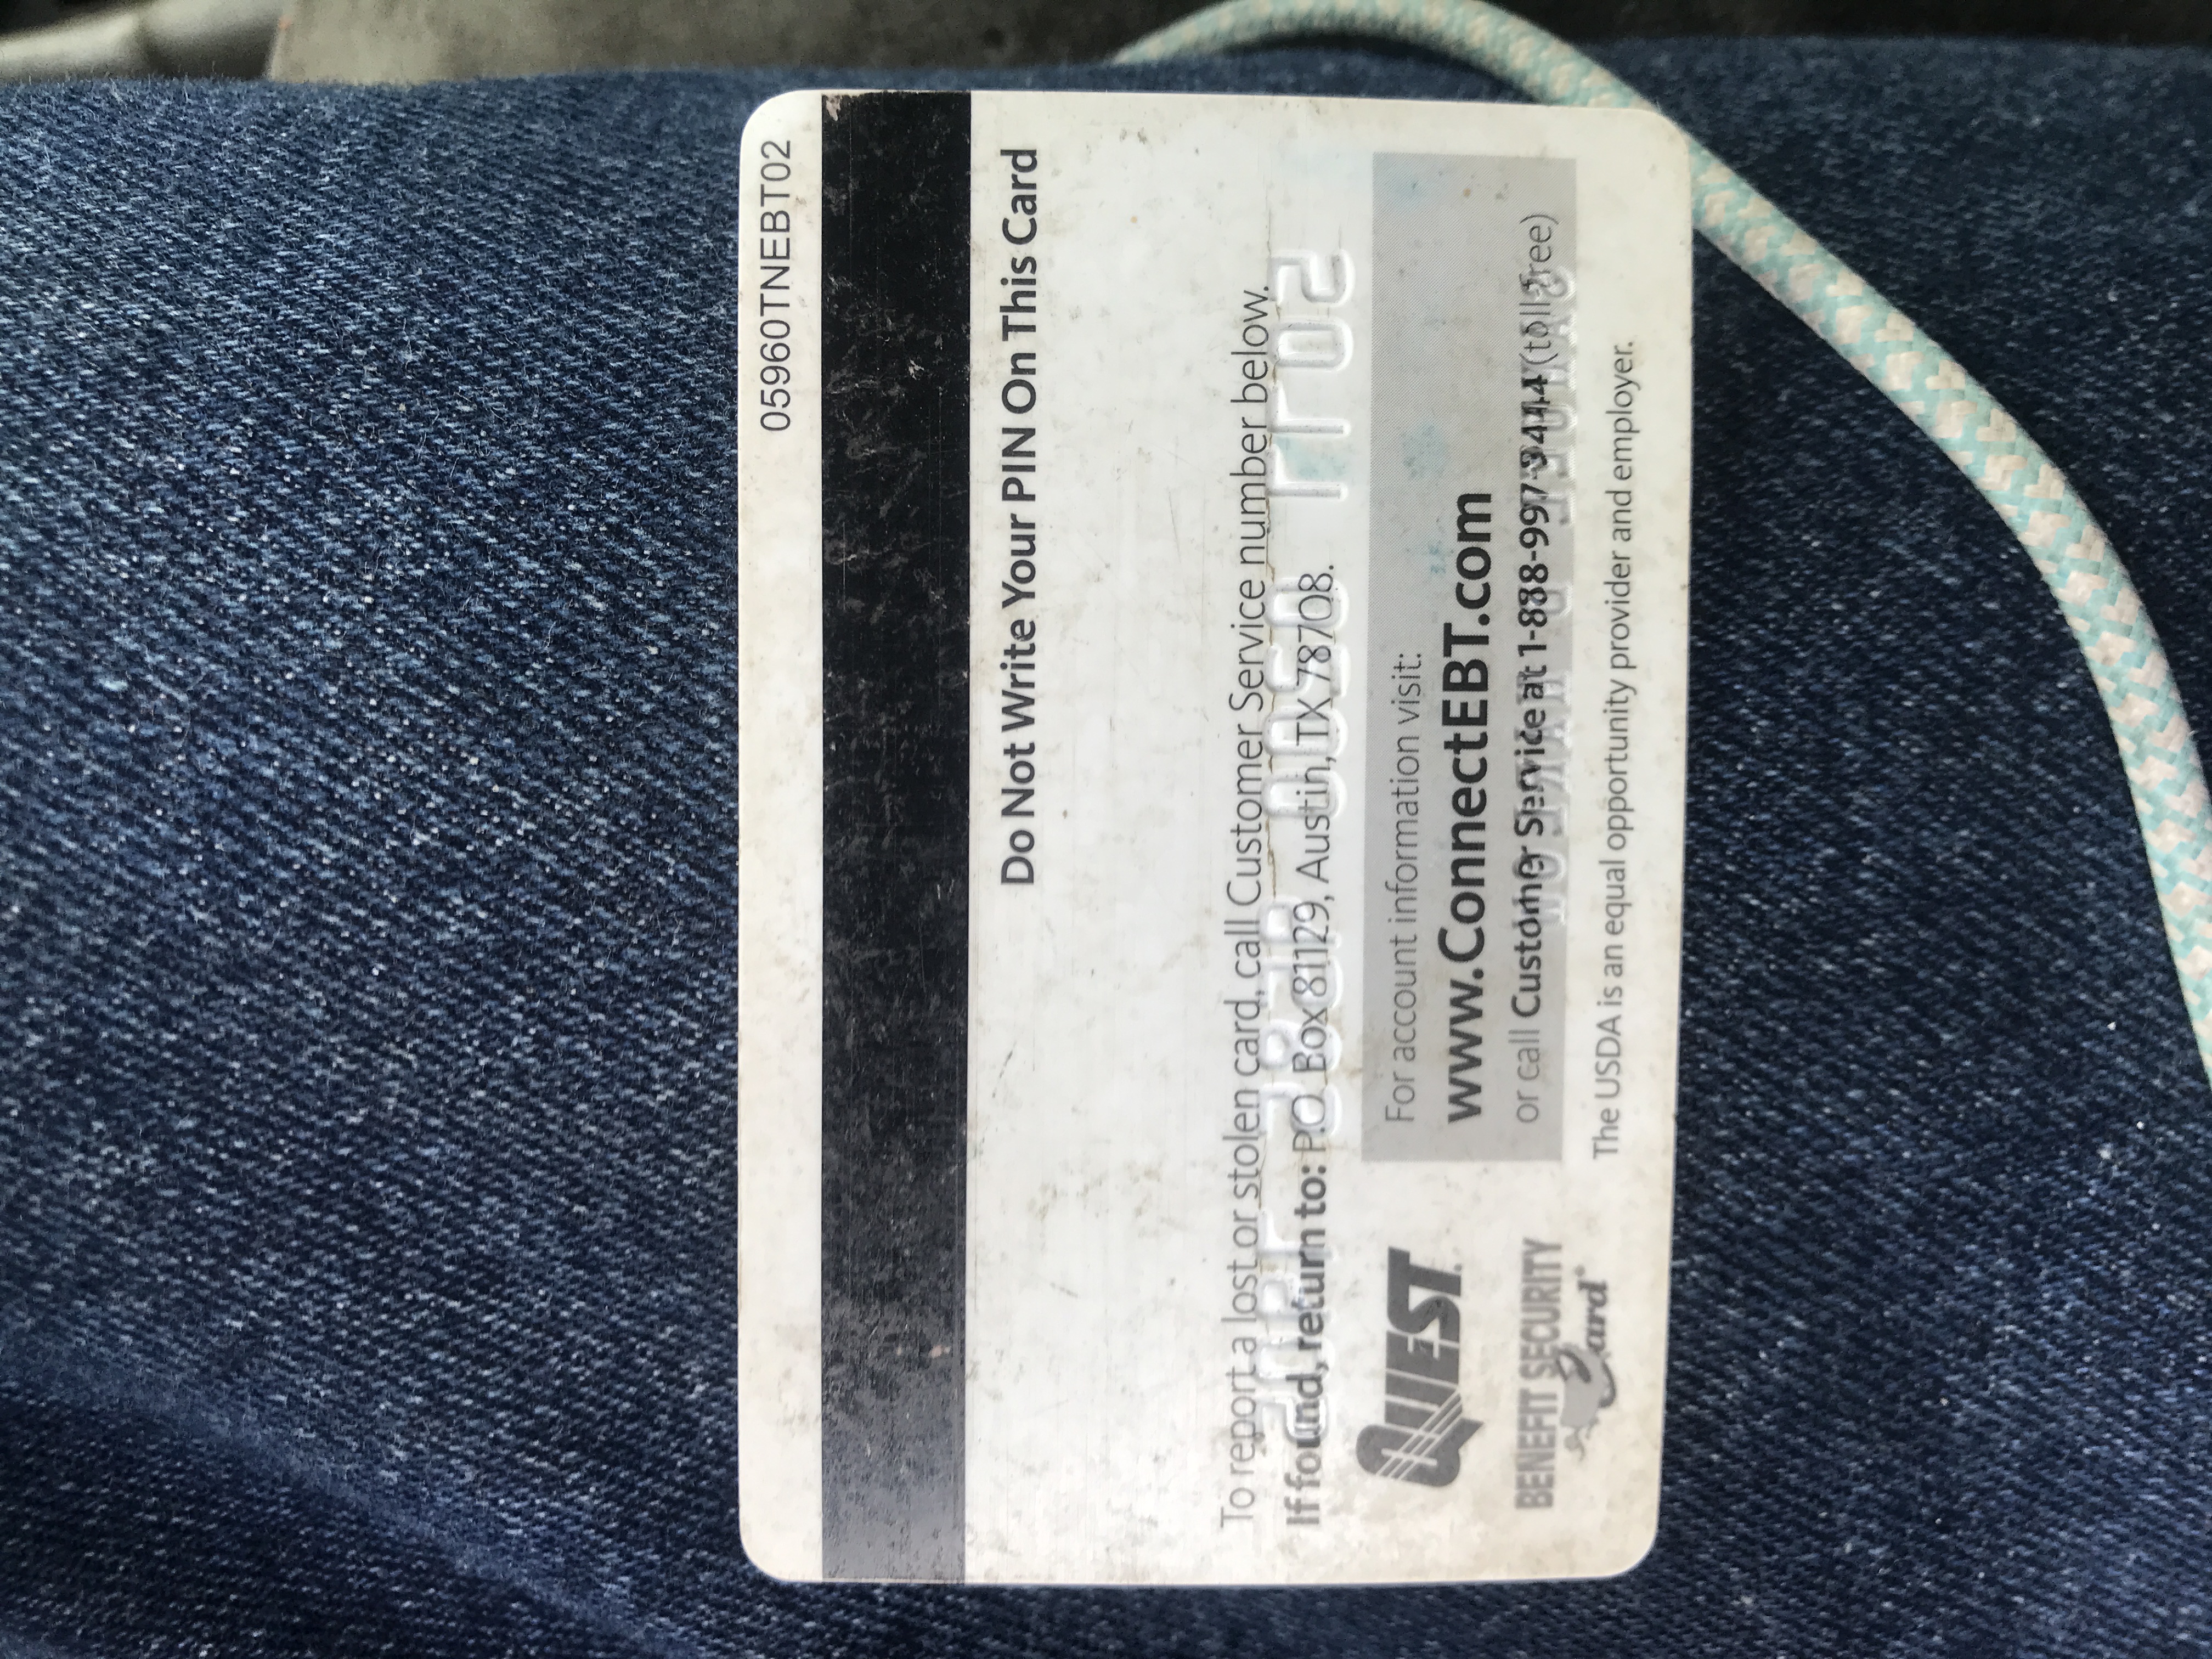 05960TNEBT02
Do Not Write Your PIN On This Card
To report a lost or stolen card, call Customer Service number below.
If found, return to: P.O. Box 81129, Austin, TX 78708.
QUEST
BENEFIT SECURITY
Card
For account information visit:
www.ConnectEBT.com
or call Customer Service at 1-888-997-9444 (toll free)
The USDA is an equal opportunity provider and employer.